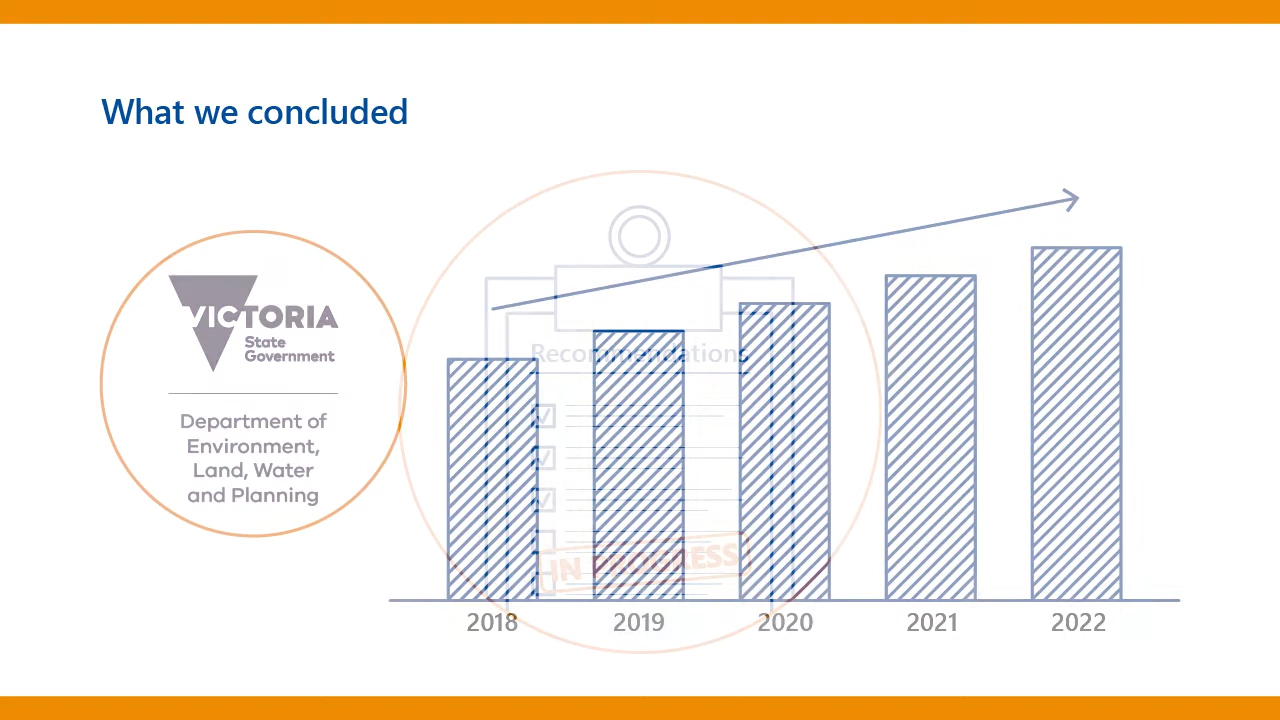 What we concluded
VICTORIA
State
Government
Department of
Environment,
Land, Water
and Planning
Recommendations
IN PROGRESS
2018 2019 2020 2021 2022